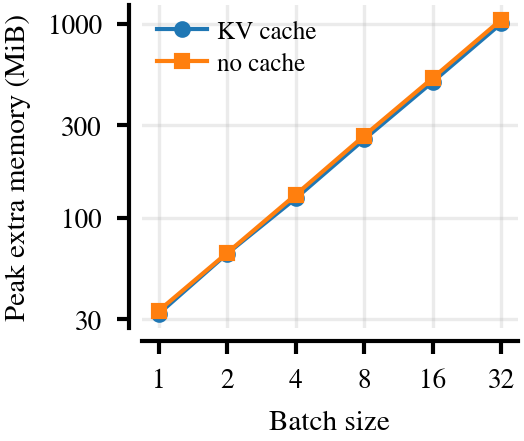 Peak extra memory (MiB)
1000
300
100
30
KV cache
no cache
1 2 4 8 16 32
Batch size